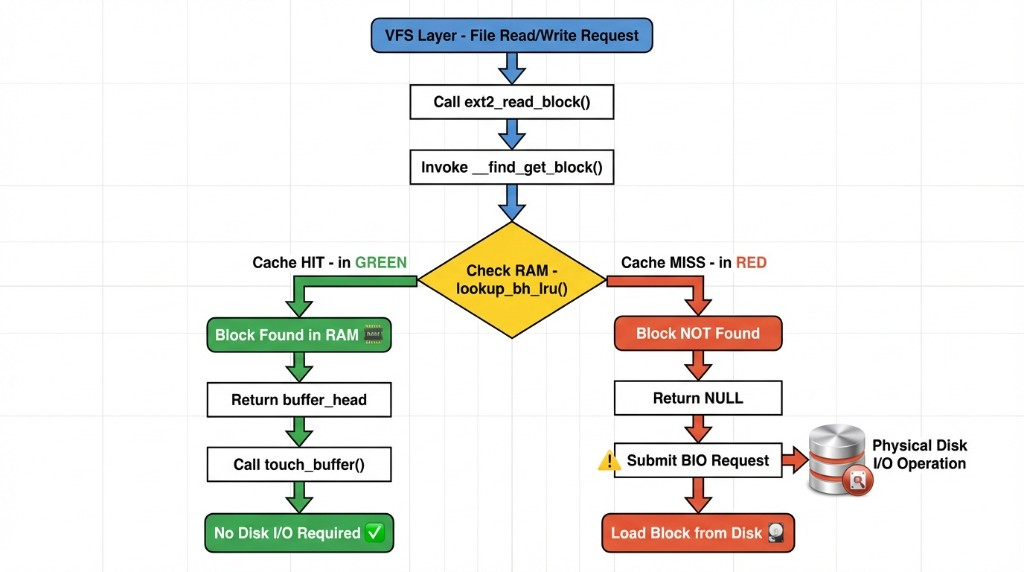 VFS Layer - File Read/Write Request
Call ext2_read_block()
Invoke __find_get_block()
Check RAM -
lookup_bh_lru()
Cache HIT - in GREEN
Block Found in RAM
Return buffer_head
Call touch_buffer()
No Disk I/O Required
Cache MISS - in RED
Block NOT Found
Return NULL
Submit BIO Request
Physical Disk
I/O Operation
Load Block from Disk